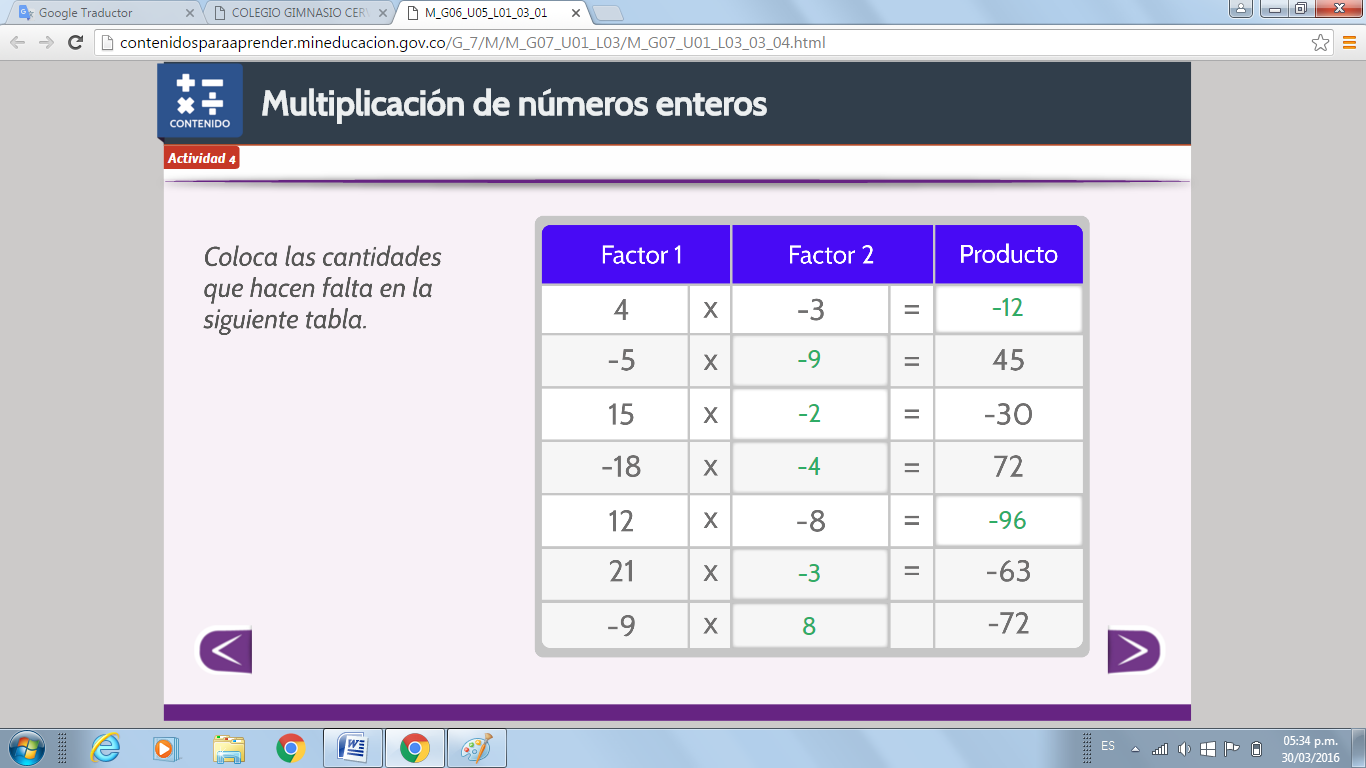 Google Traductor
COLEGIO GIMNASIO CER
M_G06_U05_L01_03_01
contenidosparaaprender.mineducacion.gov.co/G_7/M/M_G07_U01_L03/M_G07_U01_L03_03_04.html
CONTENIDO
Multiplicación de números enteros
Actividad 4
Coloca las cantidades
que hacen falta en la
siguiente tabla.
Factor 1 Factor 2 Producto
4 x -3 = -12
-5 x -9 = 45
15 x -2 = -30
-18 x -4 = 72
12 x -8 = -96
21 x -3 = -63
-9 x 8 -72
ES
05:34 p.m.
30/03/2016